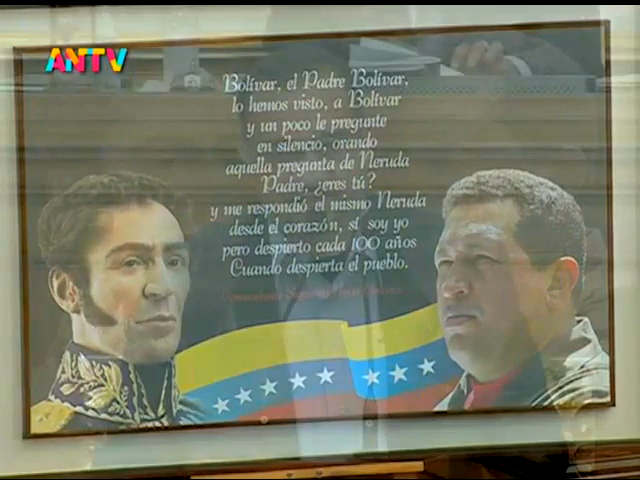 ANTV
Bolívar, el Padre Bolívar,
lo hemos visto, a Bolívar
y un poco le pregunte
en silencio, orando
aquella pregunta de Neruda
Padre, ¿eres tú?
y me respondió el mismo Neruda
desde el corazón, sí soy yo
pero despierto cada 100 años
Cuando despierta el pueblo.